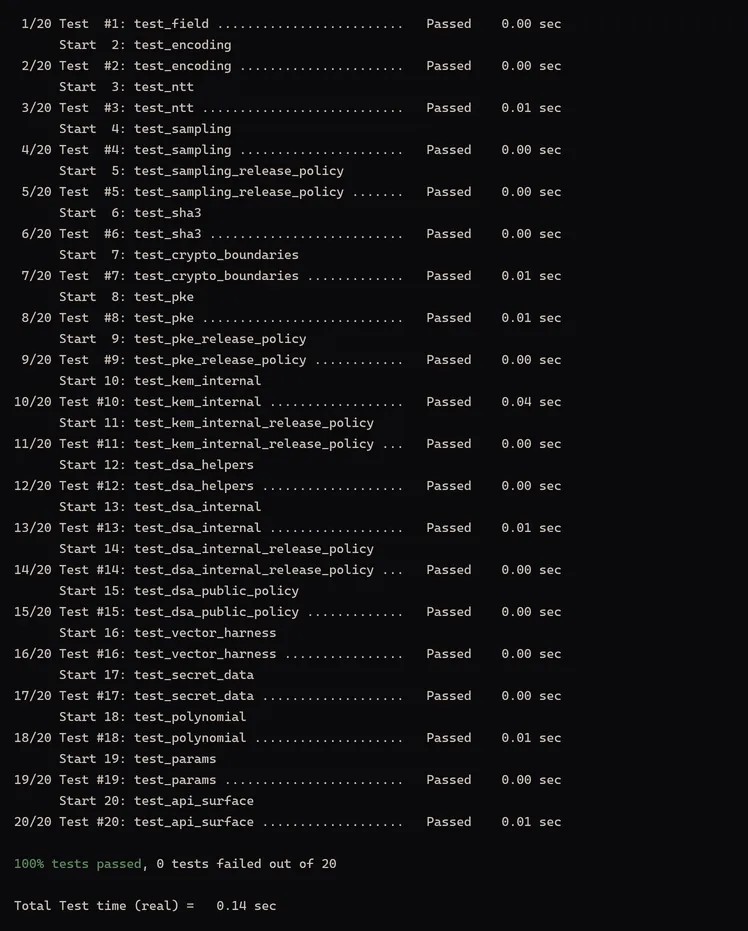 1/20 Test  #1: test_field .........................   Passed    0.00 sec
      Start  2: test_encoding
 2/20 Test  #2: test_encoding ......................   Passed    0.00 sec
      Start  3: test_ntt
 3/20 Test  #3: test_ntt ...........................   Passed    0.01 sec
      Start  4: test_sampling
 4/20 Test  #4: test_sampling ......................   Passed    0.00 sec
      Start  5: test_sampling_release_policy
 5/20 Test  #5: test_sampling_release_policy .......   Passed    0.00 sec
      Start  6: test_sha3
 6/20 Test  #6: test_sha3 ..........................   Passed    0.00 sec
      Start  7: test_crypto_boundaries
 7/20 Test  #7: test_crypto_boundaries .............   Passed    0.01 sec
      Start  8: test_pke
 8/20 Test  #8: test_pke ...........................   Passed    0.01 sec
      Start  9: test_pke_release_policy
 9/20 Test  #9: test_pke_release_policy ............   Passed    0.00 sec
      Start 10: test_kem_internal
10/20 Test #10: test_kem_internal ..................   Passed    0.04 sec
      Start 11: test_kem_internal_release_policy
11/20 Test #11: test_kem_internal_release_policy ...   Passed    0.00 sec
      Start 12: test_dsa_helpers
12/20 Test #12: test_dsa_helpers ...................   Passed    0.00 sec
      Start 13: test_dsa_internal
13/20 Test #13: test_dsa_internal ..................   Passed    0.01 sec
      Start 14: test_dsa_internal_release_policy
14/20 Test #14: test_dsa_internal_release_policy ...   Passed    0.00 sec
      Start 15: test_dsa_public_policy
15/20 Test #15: test_dsa_public_policy .............   Passed    0.00 sec
      Start 16: test_vector_harness
16/20 Test #16: test_vector_harness ................   Passed    0.00 sec
      Start 17: test_secret_data
17/20 Test #17: test_secret_data ...................   Passed    0.00 sec
      Start 18: test_polynomial
18/20 Test #18: test_polynomial ....................   Passed    0.01 sec
      Start 19: test_params
19/20 Test #19: test_params ........................   Passed    0.00 sec
      Start 20: test_api_surface
20/20 Test #20: test_api_surface ...................   Passed    0.01 sec

100% tests passed, 0 tests failed out of 20

Total Test time (real) =   0.14 sec